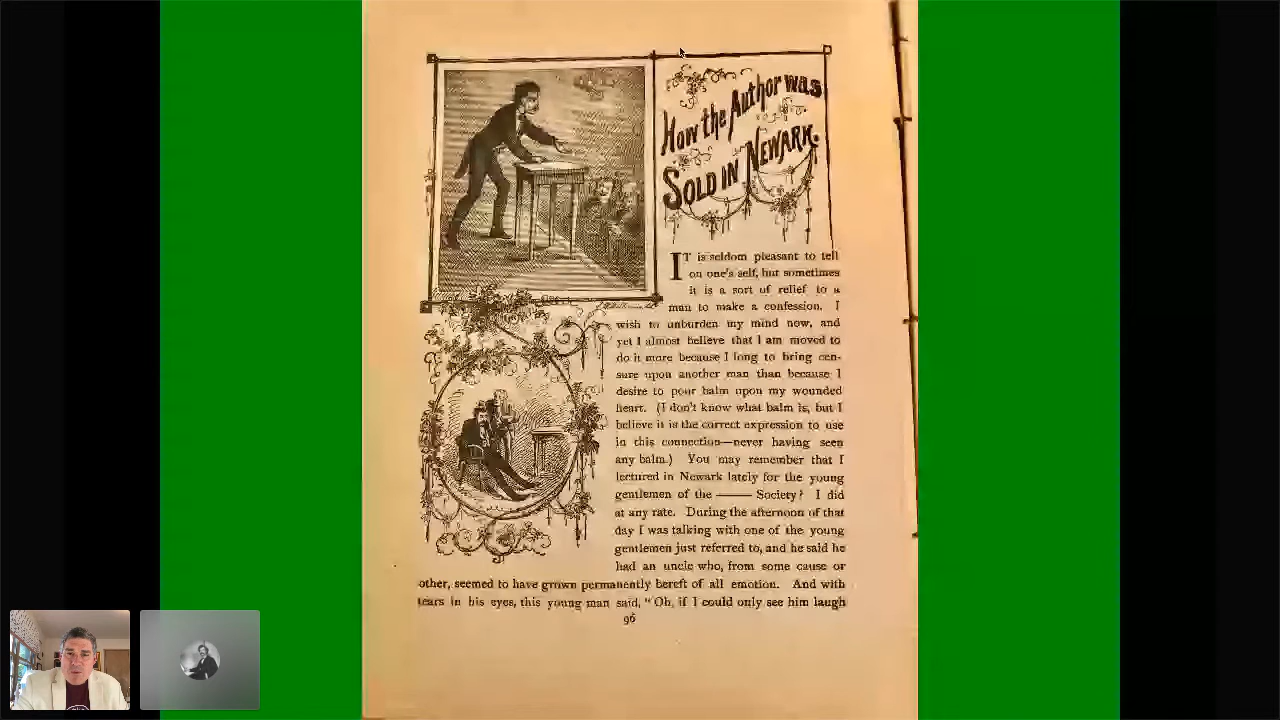 How the Author was
Sold in Newark.
It is seldom pleasant to tell
on one's self, but sometimes
it is a sort of relief to a
man to make a confession. I
wish to unburden my mind now, and
yet I almost believe that I am moved to
do it more because I long to bring cen-
sure upon another man than because I
desire to pour balm upon my wounded
heart. (I don't know what balm is, but I
believe it is the correct expression to use
in this connection—never having seen
any balm.) You may remember that I
lectured in Newark lately for the young
gentlemen of the —— Society? I did
at any rate. During the afternoon of that
day I was talking with one of the young
gentlemen just referred to, and he said he
had an uncle who, from some cause or
other, seemed to have grown permanently bereft of all emotion. And with
tears in his eyes, this young man said, "Oh, if I could only see him laugh
96